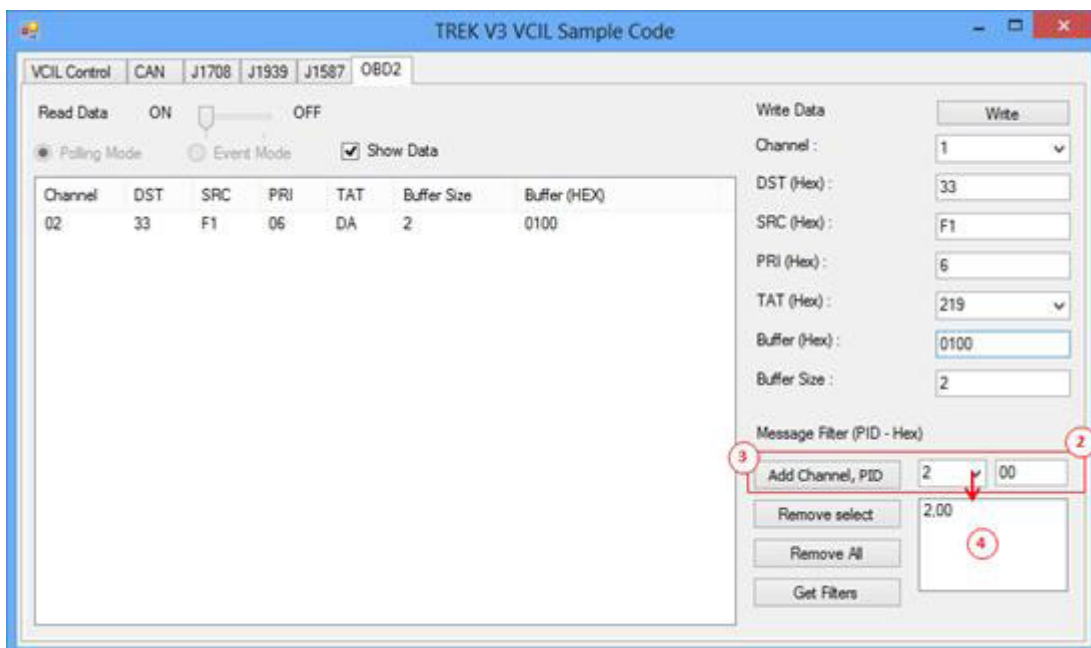 TREK V3 VCIL Sample Code
VCIL Control CAN J1708 J1939 J1587 OBD2
Read Data ON OFF
Polling Mode Event Mode Show Data
Channel DST SRC PRI TAT Buffer Size Buffer (HEX)
02 33 F1 06 DA 2 0100
Write Data Write
Channel : 1
DST (Hex) : 33
SRC (Hex) : F1
PRI (Hex) : 6
TAT (Hex) : 219
Buffer (Hex) : 0100
Buffer Size : 2
Message Filter (PID - Hex)
2
3
Add Channel, PID 2 00
Remove select 2,00
4
Remove All
Get Filters